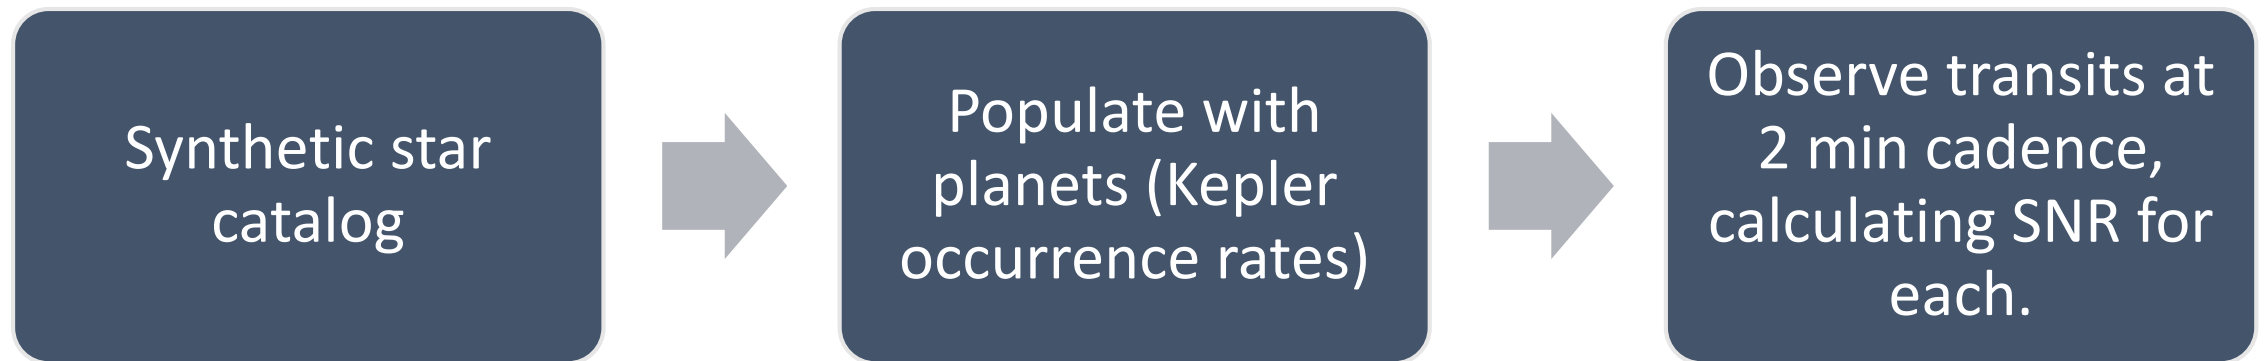 Synthetic star
catalog
Populate with
planets (Kepler
occurrence rates)
Observe transits at
2 min cadence,
calculating SNR for
each.